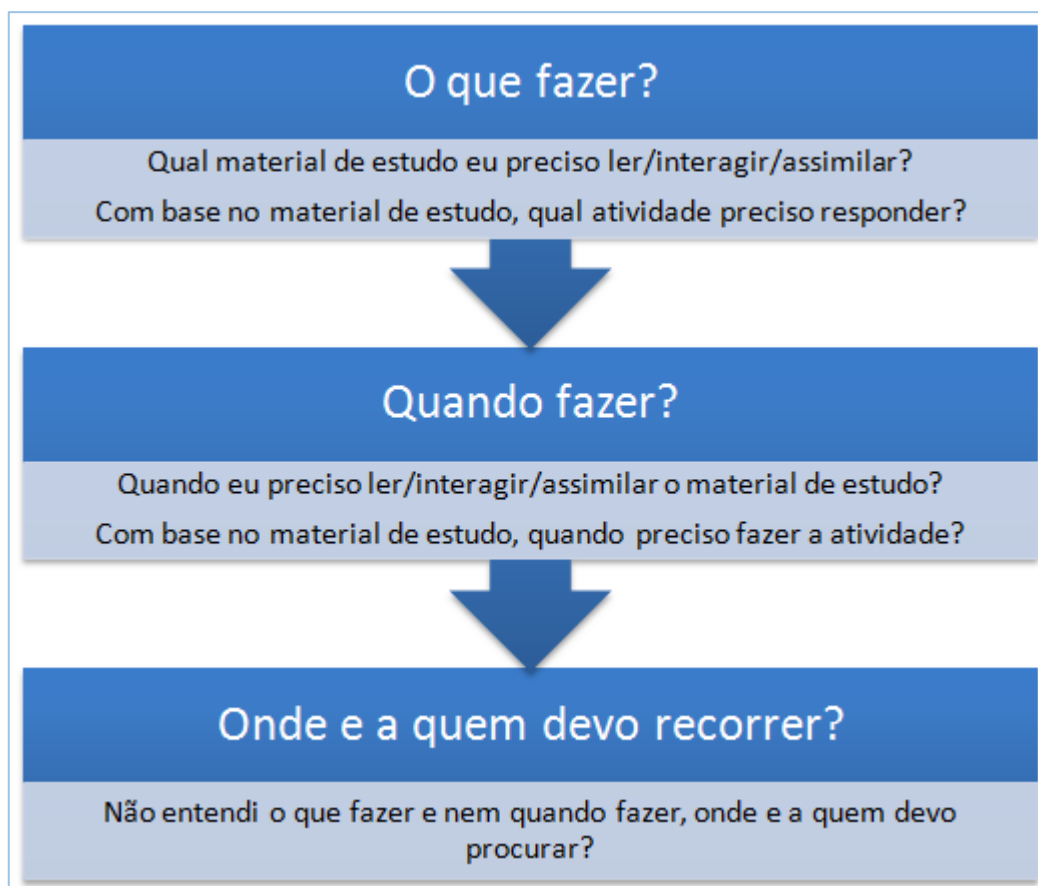 O que fazer?
Qual material de estudo eu preciso ler/interagir/assimilar?
Com base no material de estudo, qual atividade preciso responder?
Quando fazer?
Quando eu preciso ler/interagir/assimilar o material de estudo?
Com base no material de estudo, quando preciso fazer a atividade?
Onde e a quem devo recorrer?
Não entendi o que fazer e nem quando fazer, onde e a quem devo
procurar?